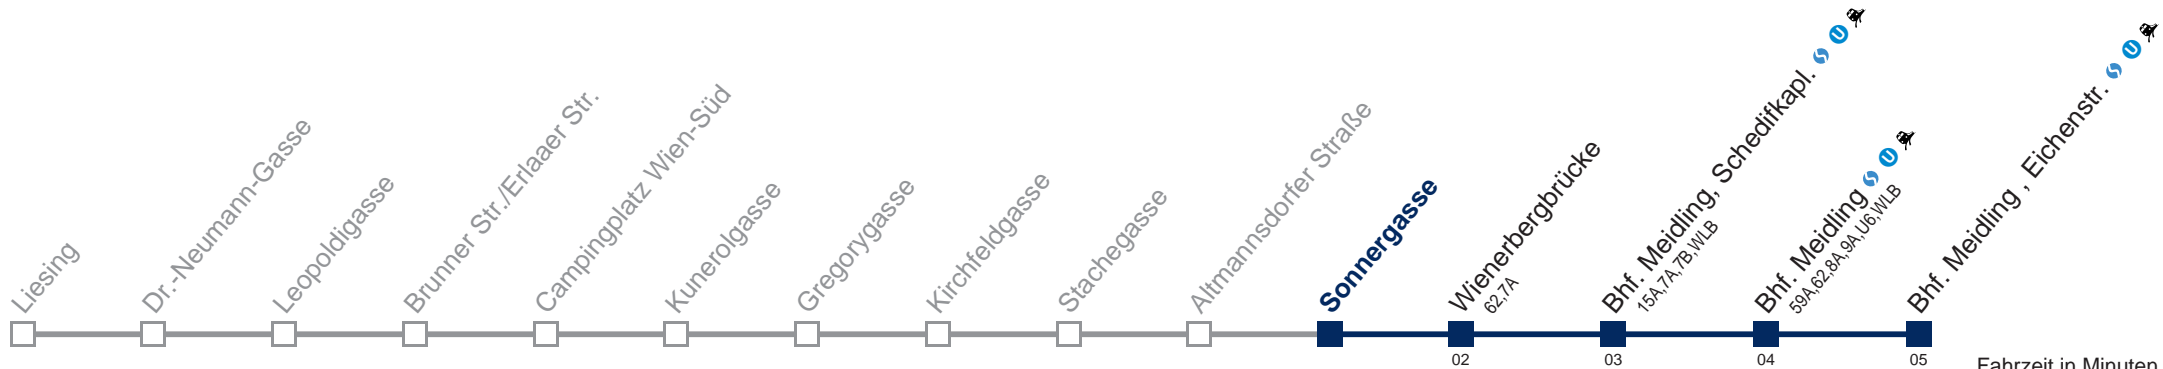 Liesing
Dr.-Neumann-Gasse
Leopoldigasse
Brunner Str./Erlaaer Str.
Campingplatz Wien-Süd
Kunerolgasse
Gregorygasse
Kirchfeldgasse
Stachegasse
Altmannsdorfer Straße
Sonnergasse
Wienerbergbrücke
62,7A
Bhf. Meidling, Schedifkapl. S U
15A,7A,7B,WLB
Bhf. Meidling S U
59A,62,8A,9A,U6,WLB
Bhf. Meidling , Eichenstr. S U
02 03 04 05
Fahrzeit in Minuten